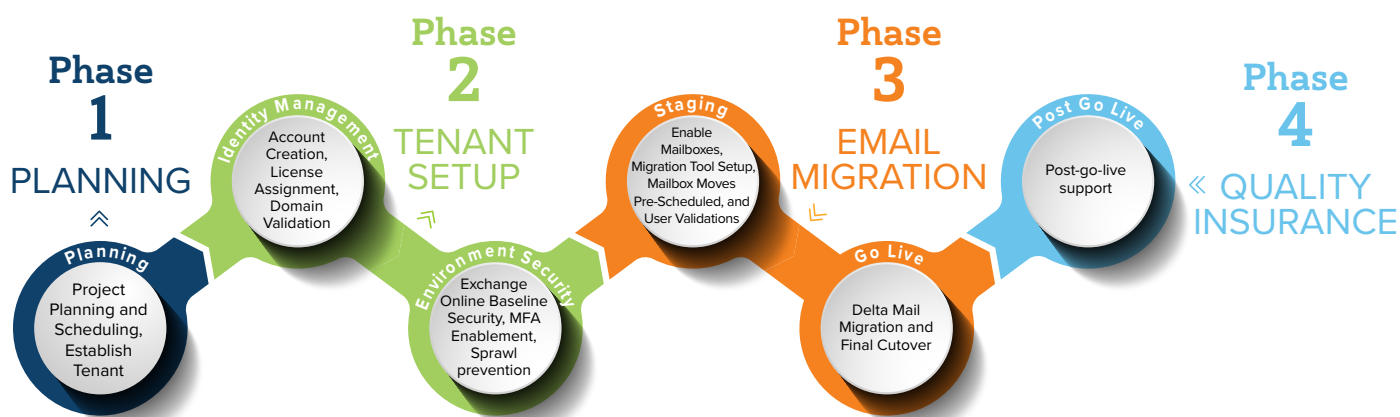 Phase
1
PLANNING
Planning
Project
Planning and
Scheduling,
Establish
Tenant
Identity Management
Account
Creation,
License
Assignment,
Domain
Validation
Phase
2
TENANT
SETUP
Environment Security
Exchange
Online Baseline
Security, MFA
Enablement,
Sprawl
prevention
Staging
Enable
Mailboxes,
Migration Tool Setup,
Mailbox Moves
Pre-Scheduled, and
User Validations
Phase
3
EMAIL
MIGRATION
Go Live
Delta Mail
Migration and
Final Cutover
Post Go Live
Post-go-live
support
Phase
4
QUALITY
INSURANCE